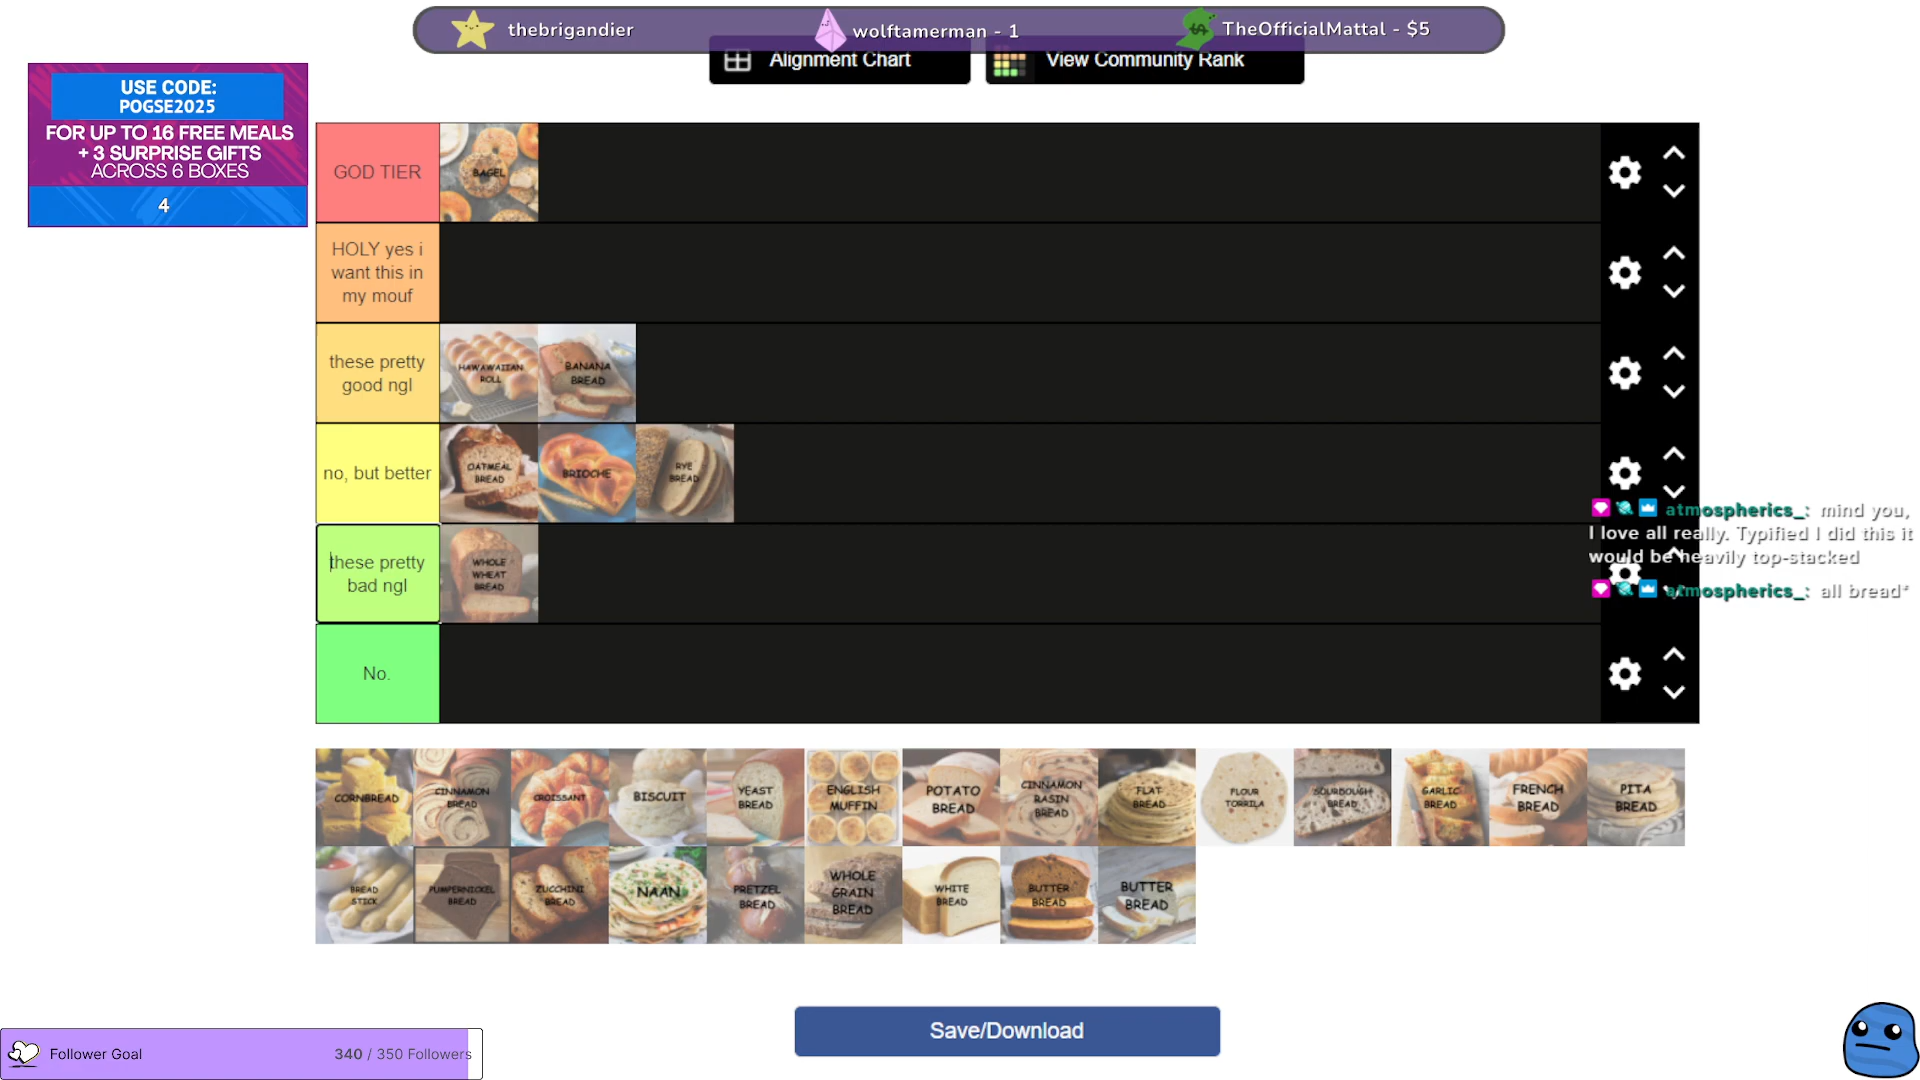 thebrigandier
wolftamerman - 1
TheOfficialMattal - $5
Alignment Chart
View Community Rank
USE CODE:
POGSE2025
FOR UP TO 16 FREE MEALS
+ 3 SURPRISE GIFTS
ACROSS 6 BOXES
4
GOD TIER
BAGEL
HOLY yes i
want this in
my mouf
these pretty
good ngl
HAWAWAIIAN
ROLL
BANANA
BREAD
no, but better
OATMEAL
BREAD
BRIOCHE
RYE
BREAD
atmospherics_: mind you,
I love all really. Typified I did this it
would be heavily top-stacked
atmospherics_: all bread*
these pretty
bad ngl
WHOLE
WHEAT
BREAD
No.
CORNBREAD
CINNAMON
BREAD
CROISSANT
BISCUIT
YEAST
BREAD
ENGLISH
MUFFIN
POTATO
BREAD
CINNAMON
RASIN
BREAD
FLAT
BREAD
FLOUR
TORRILA
SOURDOUGH
BREAD
GARLIC
BREAD
FRENCH
BREAD
PITA
BREAD
BREAD
STICK
PUMPERNICKEL
BREAD
ZUCCHINI
BREAD
NAAN
PRETZEL
BREAD
WHOLE
GRAIN
BREAD
WHITE
BREAD
BUTTER
BREAD
BUTTER
BREAD
Save/Download
Follower Goal
340 / 350 Followers